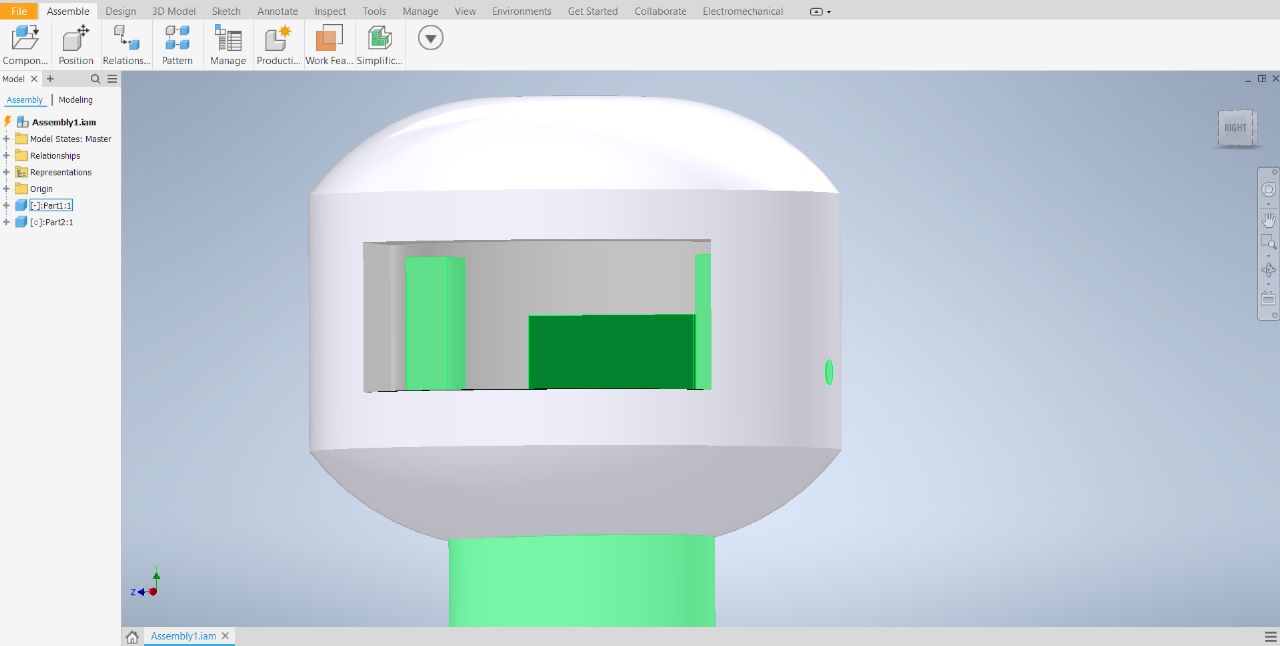 File Assemble Design 3D Model Sketch Annotate Inspect Tools Manage View Environments Get Started Collaborate Electromechanical
Compon... Position Relations... Pattern Manage Producti... Work Fea... Simplific...
Model
Assembly | Modeling
Assembly1.iam
Model States: Master
Relationships
Representations
Origin
[-]:Part1:1
[○]:Part2:1
RIGHT
Y
Z
Assembly1.iam